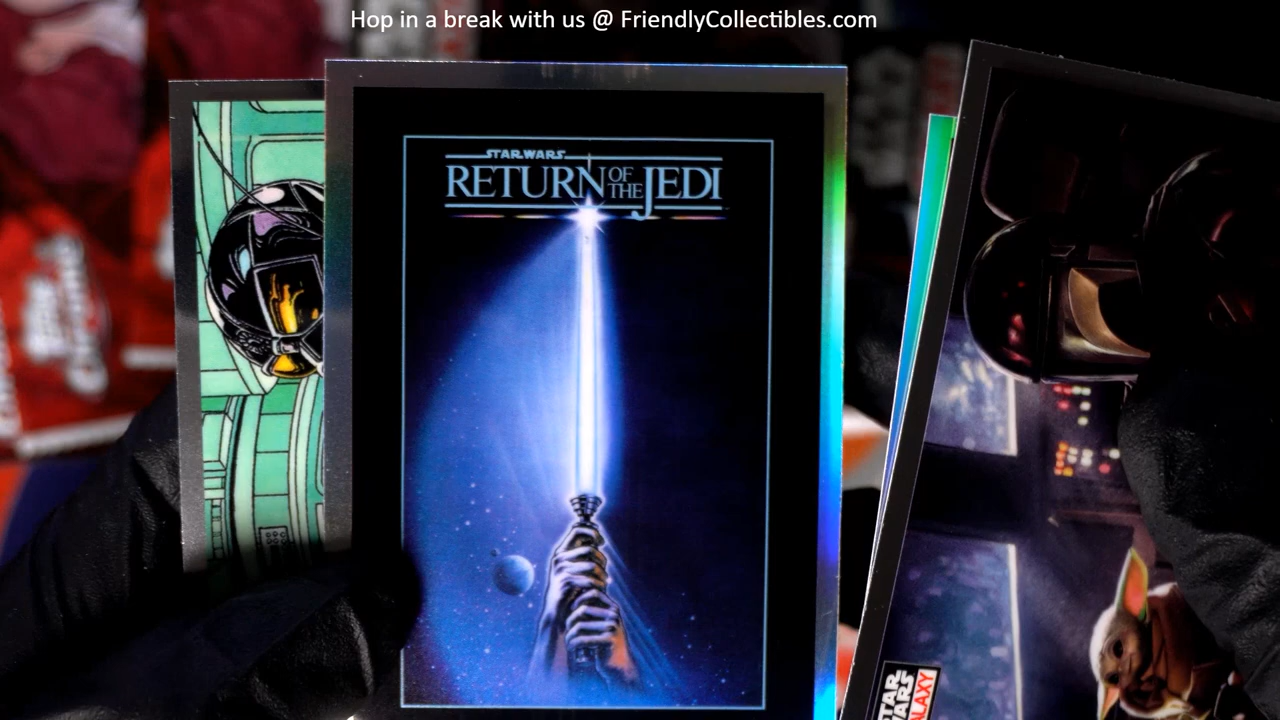 Hop in a break with us @ FriendlyCollectibles.com
STAR WARS
RETURN OF THE JEDI
STAR
WARS
GALAXY